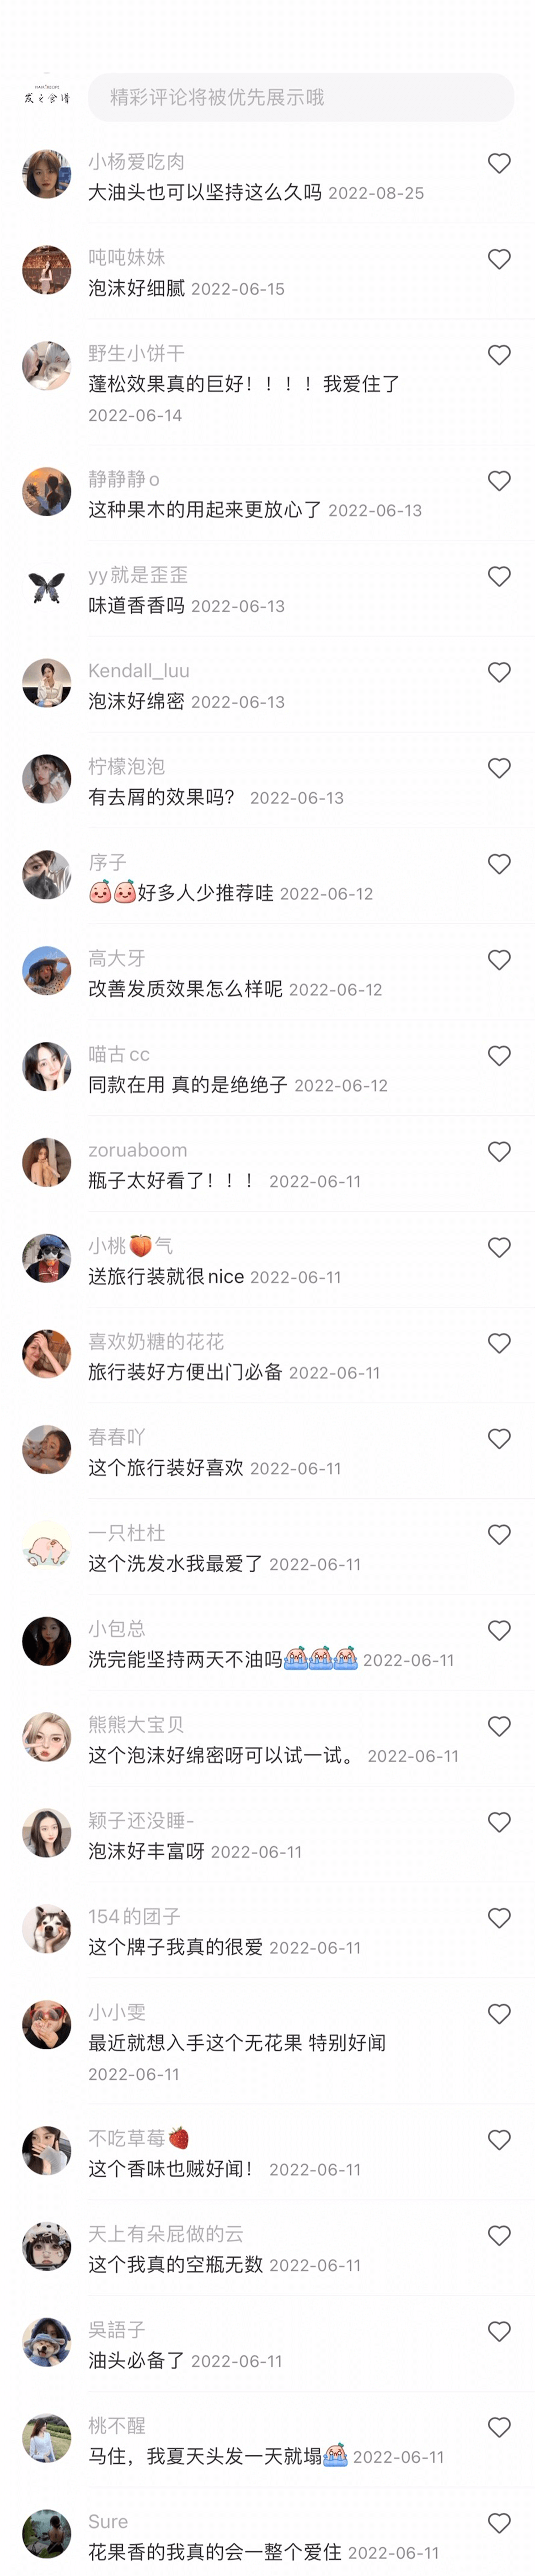 HAIR RECIPE
发之食谱
精彩评论将被优先展示哦
小杨爱吃肉
大油头也可以坚持这么久吗 2022-08-25
吨吨妹妹
泡沫好细腻 2022-06-15
野生小饼干
蓬松效果真的巨好！！！！我爱住了
2022-06-14
静静静o
这种果木的用起来更放心了 2022-06-13
yy就是歪歪
味道香香吗 2022-06-13
Kendall_luu
泡沫好绵密 2022-06-13
柠檬泡泡
有去屑的效果吗？ 2022-06-13
序子
好多人少推荐哇 2022-06-12
高大牙
改善发质效果怎么样呢 2022-06-12
喵古cc
同款在用 真的是绝绝子 2022-06-12
zoruaboom
瓶子太好看了！！！ 2022-06-11
小桃🍑气
送旅行装就很nice 2022-06-11
喜欢奶糖的花花
旅行装好方便出门必备 2022-06-11
春春吖
这个旅行装好喜欢 2022-06-11
一只杜杜
这个洗发水我最爱了 2022-06-11
小包总
洗完能坚持两天不油吗 2022-06-11
熊熊大宝贝
这个泡沫好绵密呀可以试一试。 2022-06-11
颖子还没睡-
泡沫好丰富呀 2022-06-11
154的团子
这个牌子我真的很爱 2022-06-11
小小雯
最近就想入手这个无花果 特别好闻
2022-06-11
不吃草莓🍓
这个香味也贼好闻！ 2022-06-11
天上有朵屁做的云
这个我真的空瓶无数 2022-06-11
吳語子
油头必备了 2022-06-11
桃不醒
马住，我夏天头发一天就塌 2022-06-11
Sure
花果香的我真的会一整个爱住 2022-06-11